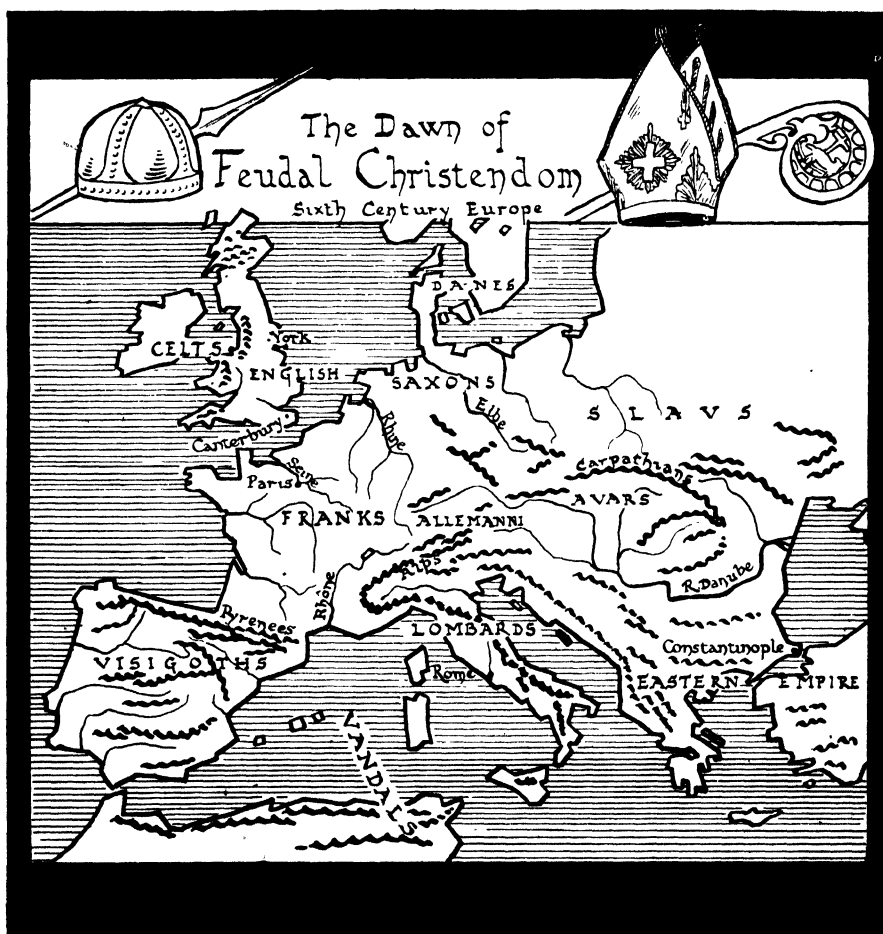 The Dawn of
Feudal Christendom
Sixth Century Europe
DANES
CELTS
York
ENGLISH
SAXONS
Elbe
SLAVS
Canterbury
Rhine
Seine
Paris
Carpathians
AVARS
FRANKS
ALLEMANNI
Alps
R. Danube
Rhône
Pyrenees
LOMBARDS
Constantinople
VISIGOTHS
Rome
EASTERN EMPIRE
VANDALS